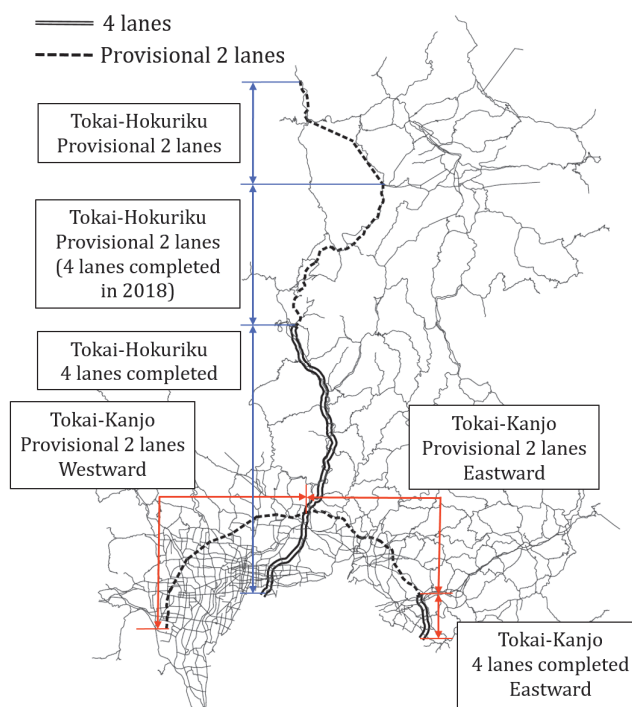 4 lanes
Provisional 2 lanes
Tokai-Hokuriku
Provisional 2 lanes
Tokai-Hokuriku
Provisional 2 lanes
(4 lanes completed
in 2018)
Tokai-Hokuriku
4 lanes completed
Tokai-Kanjo
Provisional 2 lanes
Westward
Tokai-Kanjo
Provisional 2 lanes
Eastward
Tokai-Kanjo
4 lanes completed
Eastward